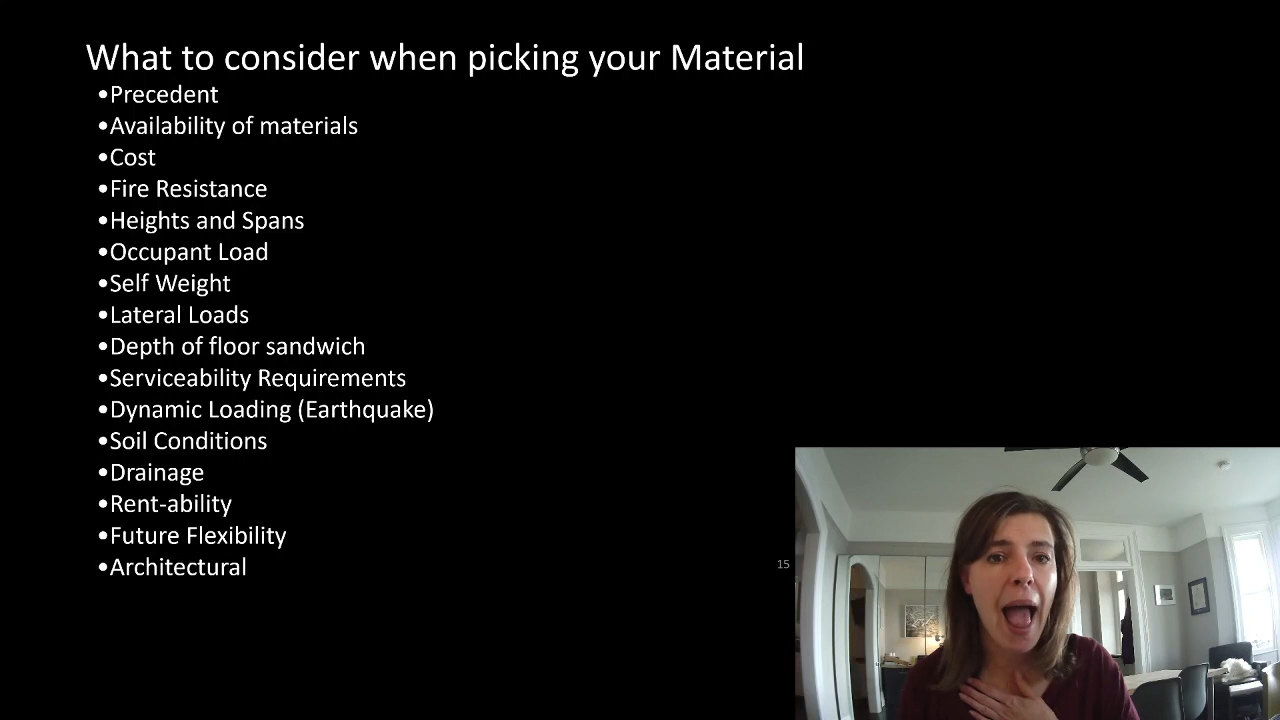 What to consider when picking your Material
•Precedent
•Availability of materials
•Cost
•Fire Resistance
•Heights and Spans
•Occupant Load
•Self Weight
•Lateral Loads
•Depth of floor sandwich
•Serviceability Requirements
•Dynamic Loading (Earthquake)
•Soil Conditions
•Drainage
•Rent-ability
•Future Flexibility
•Architectural
15